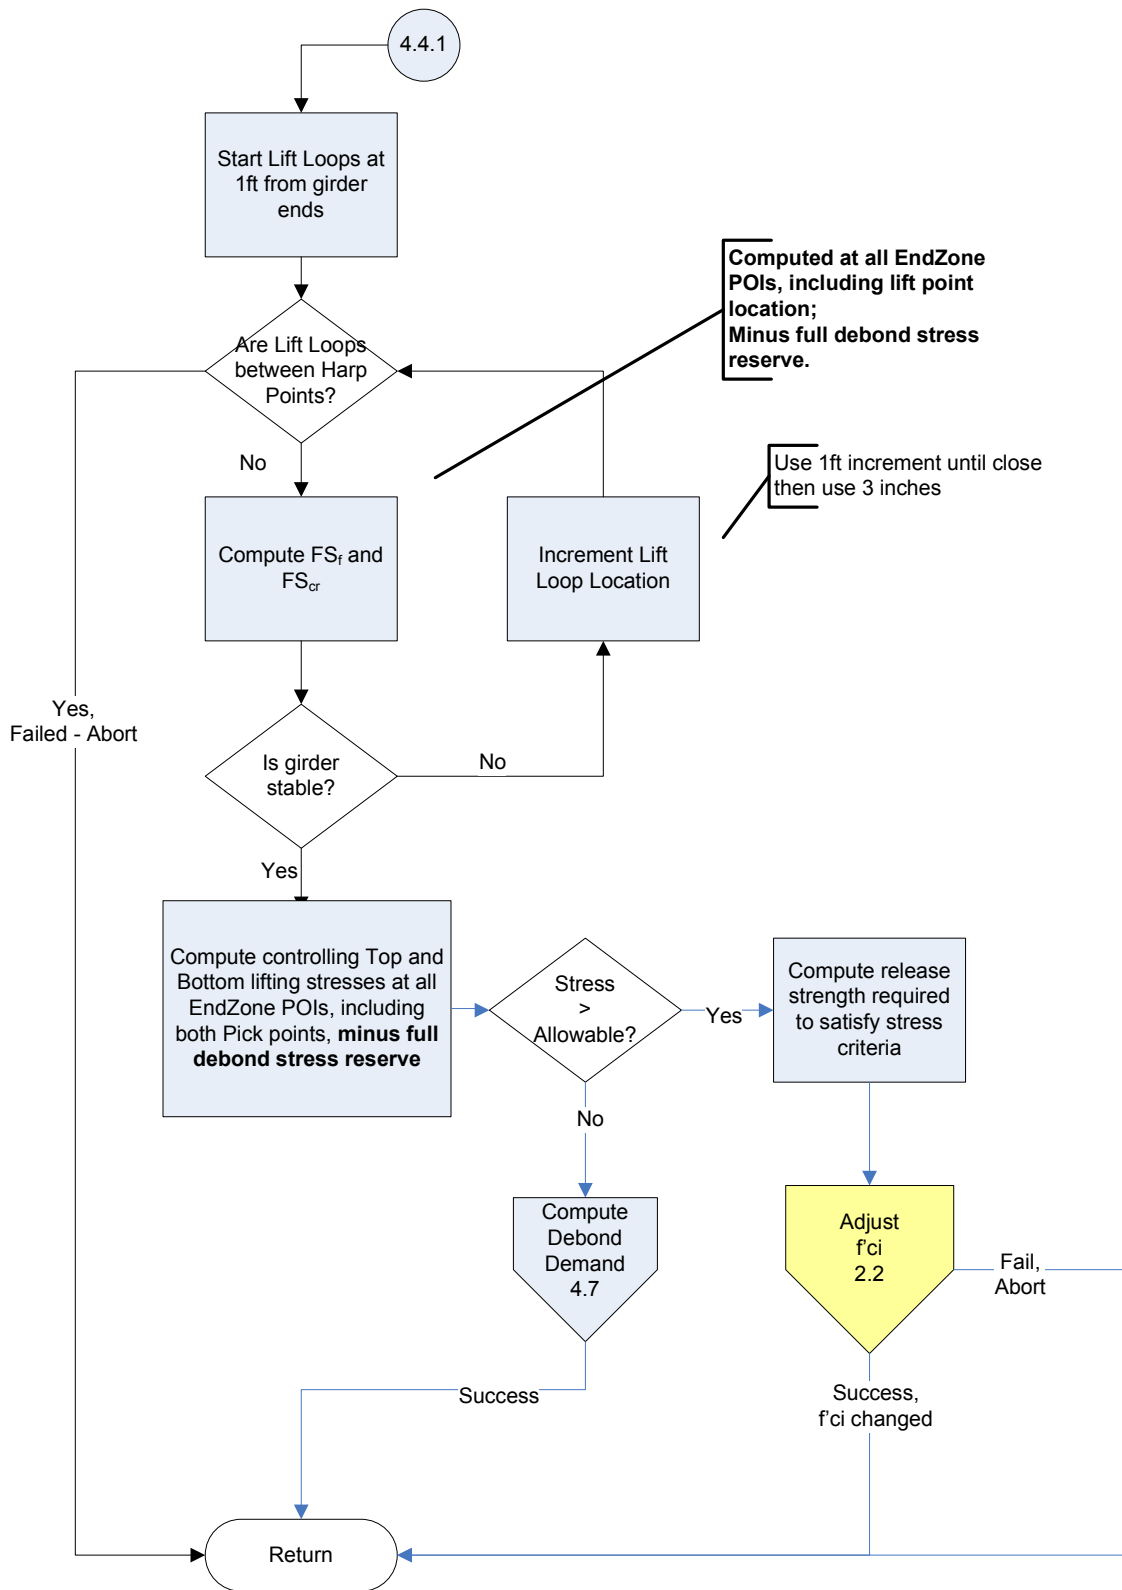 4.4.1
Start Lift Loops at
1ft from girder
ends
Computed at all EndZone
POIs, including lift point
location;
Minus full debond stress
reserve.
Are Lift Loops
between Harp
Points?
No
Use 1ft increment until close
then use 3 inches
Compute FSf and
FScr
Increment Lift
Loop Location
Yes,
Failed - Abort
Is girder
stable?
No
Yes
Compute controlling Top and
Bottom lifting stresses at all
EndZone POIs, including
both Pick points, minus full
debond stress reserve
Stress
>
Allowable?
Yes
Compute release
strength required
to satisfy stress
criteria
No
Compute
Debond
Demand
4.7
Adjust
f'ci
2.2
Fail,
Abort
Success
Success,
f'ci changed
Return